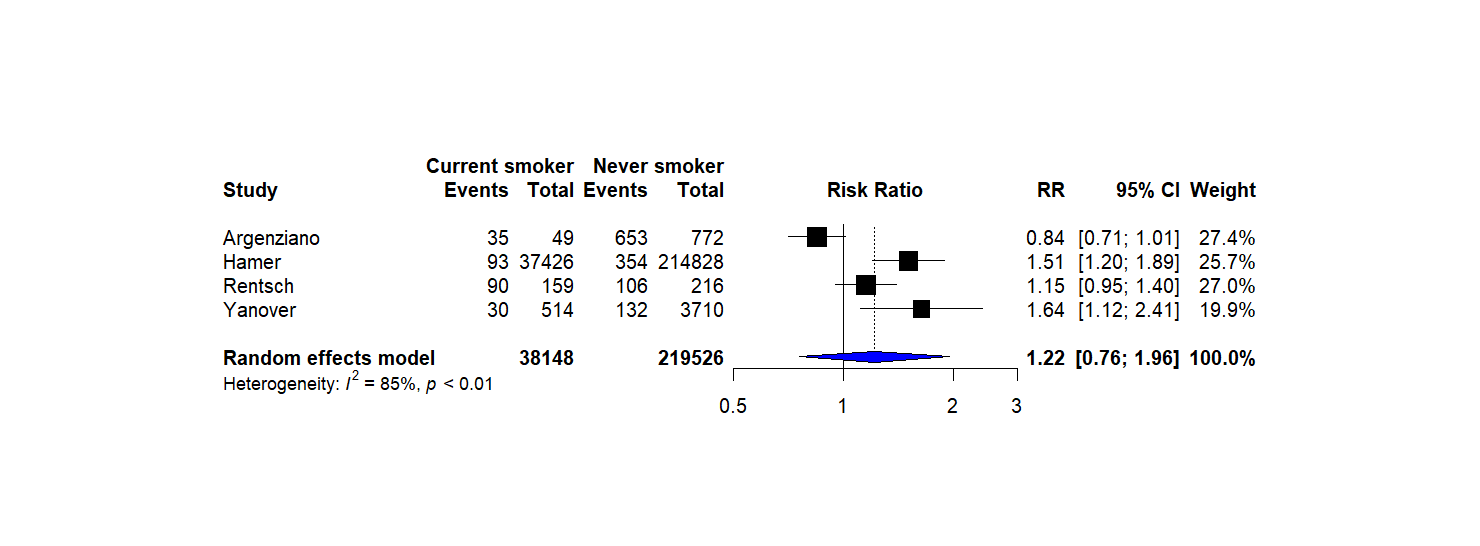 Current smoker Never smoker
Study Events Total Events Total Risk Ratio RR 95% CI Weight
Argenziano 35 49 653 772 0.84 [0.71; 1.01] 27.4%
Hamer 93 37426 354 214828 1.51 [1.20; 1.89] 25.7%
Rentsch 90 159 106 216 1.15 [0.95; 1.40] 27.0%
Yanover 30 514 132 3710 1.64 [1.12; 2.41] 19.9%
Random effects model 38148 219526 1.22 [0.76; 1.96] 100.0%
Heterogeneity: I² = 85%, p < 0.01
0.5 1 2 3